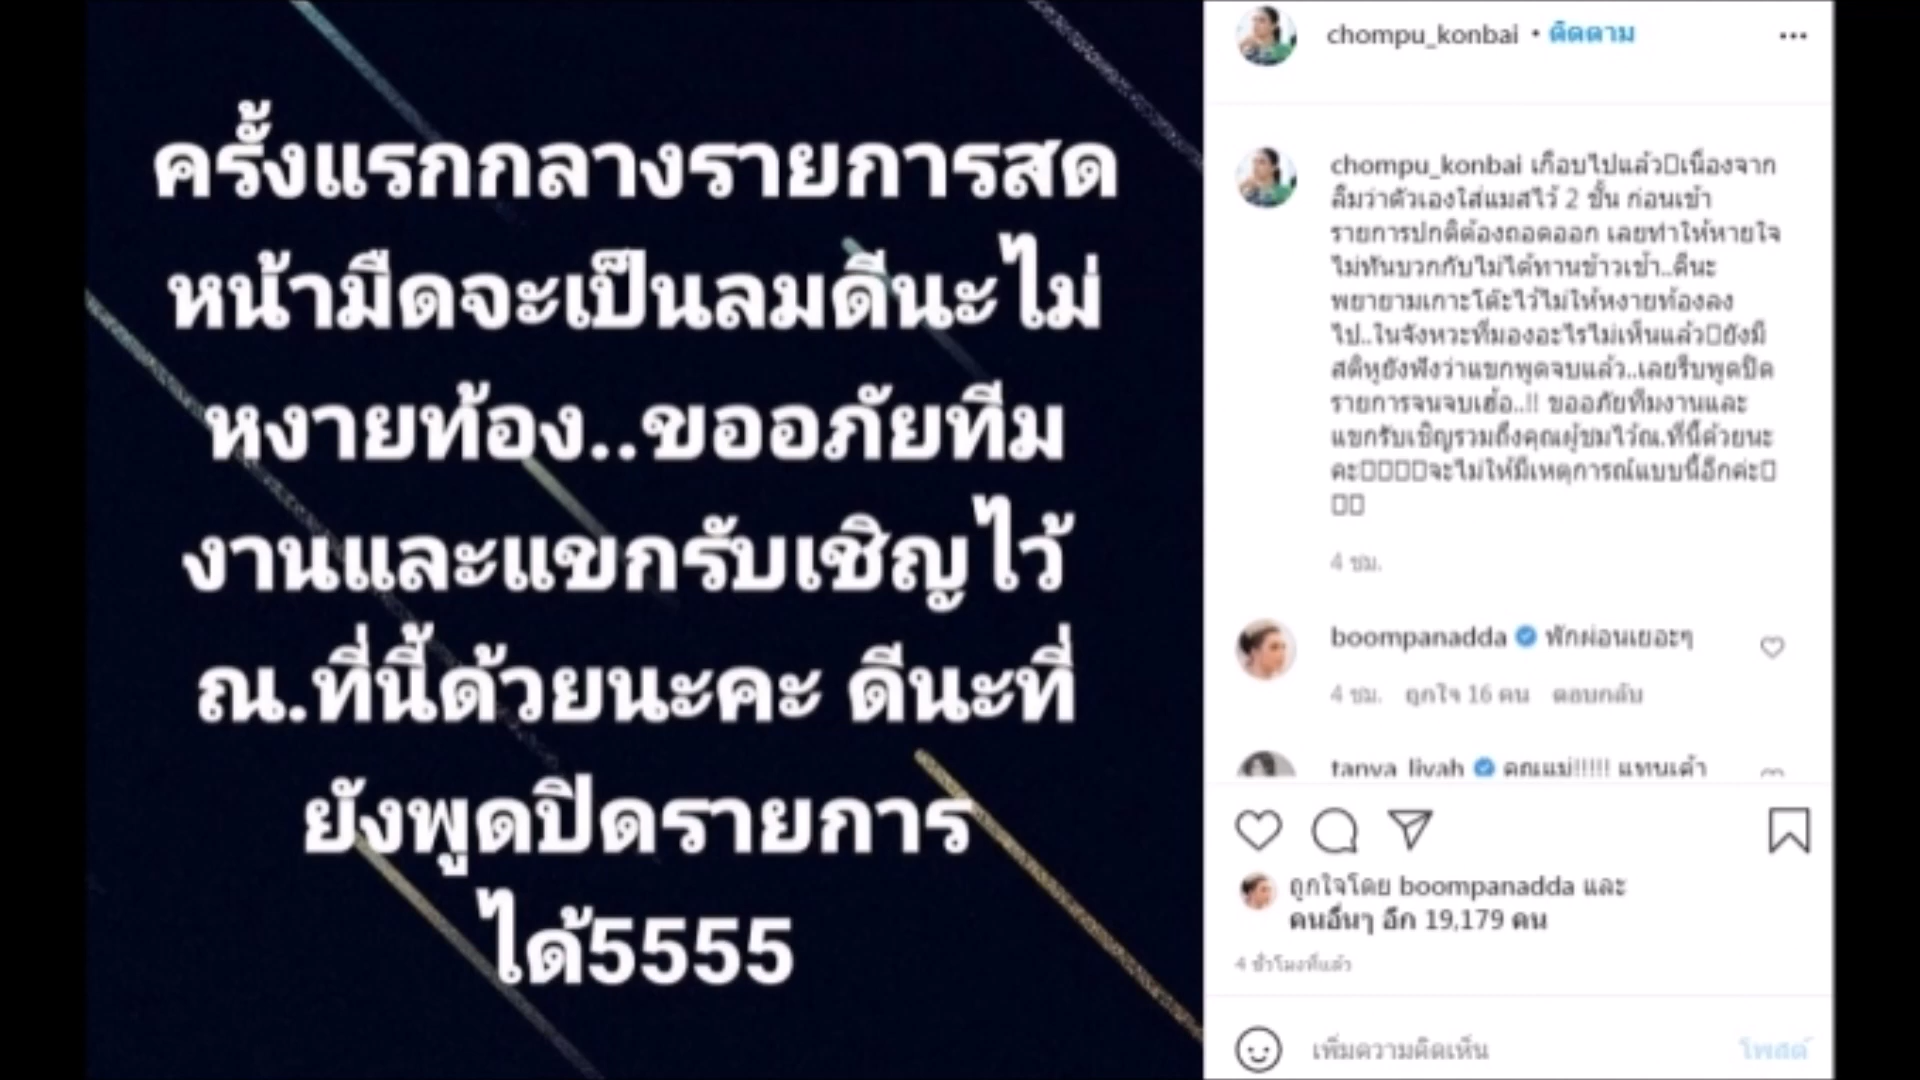 ครั้งแรกกลางรายการสด
หน้ามืดจะเป็นลมดีนะไม่
หงายท้อง..ขออภัยทีม
งานและแขกรับเชิญไว้
ณ.ที่นี้ด้วยนะคะ ดีนะที่
ยังพูดปิดรายการ
ได้5555
chompu_konbai • ติดตาม
chompu_konbai เกือบไปแล้ว เนื่องจาก
ลืมว่าตัวเองใส่แมสไว้ 2 ชั้น ก่อนเข้า
รายการปกติต้องถอดออก เลยทำให้หายใจ
ไม่ทันบวกกับไม่ได้ทานข้าวเช้า..ดีนะ
พยายามเกาะโต๊ะไว้ไม่ให้หงายท้องลง
ไป..ในจังหวะที่มองอะไรไม่เห็นแล้ว ยังมี
สติหูยังฟังว่าแขกพูดจบแล้ว..เลยรีบพูดปิด
รายการจนจบเฮ้อ..!! ขออภัยทีมงานและ
แขกรับเชิญรวมถึงคุณผู้ชมไว้ณ.ที่นี้ด้วยนะ
คะ จะไม่ให้มีเหตุการณ์แบบนี้อีกค่ะ
4 ชม.
boompanadda พักผ่อนเยอะๆ
4 ชม. ถูกใจ 16 คน ตอบกลับ
tanya_liyah คุณแม่!!!!! แทนเค้า
ถูกใจโดย boompanadda และ
คนอื่นๆ อีก 19,179 คน
4 ชั่วโมงที่แล้ว
เพิ่มความคิดเห็น
โพสต์